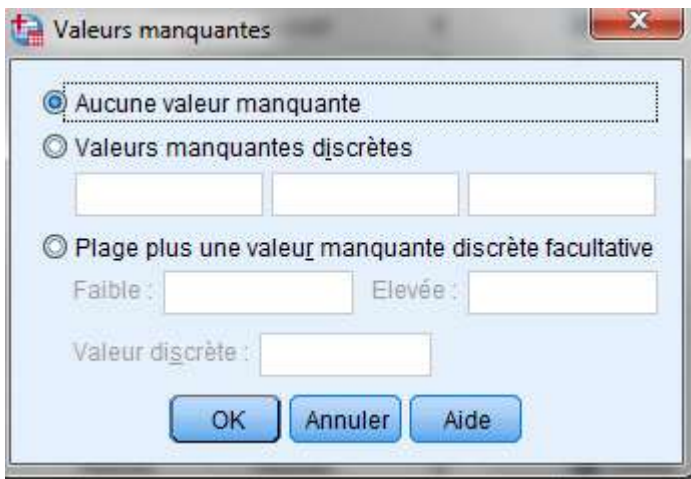 Valeurs manquantes
Aucune valeur manquante
Valeurs manquantes discrètes
Plage plus une valeur manquante discrète facultative
Faible : Elevée :
Valeur discrète :
OK Annuler Aide